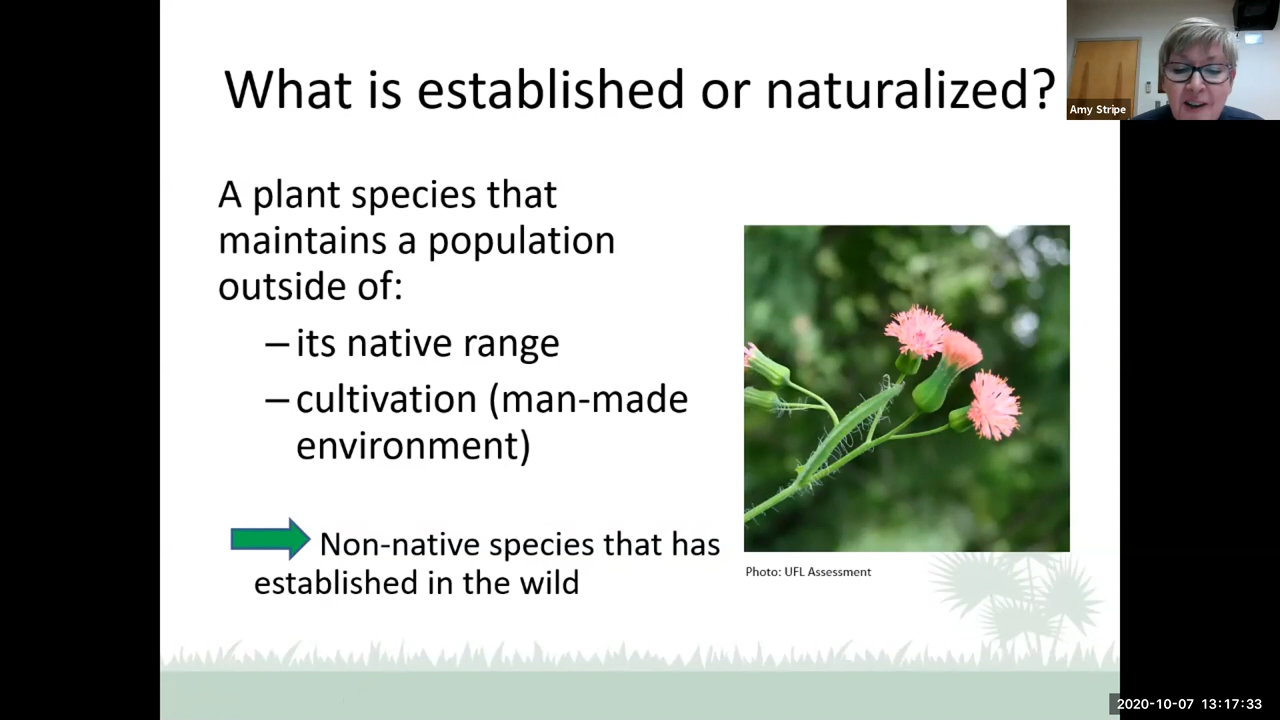 What is established or naturalized?
Amy Stripe
A plant species that
maintains a population
outside of:
– its native range
– cultivation (man-made
environment)
Non-native species that has
established in the wild
Photo: UFL Assessment
2020-10-07 13:17:33